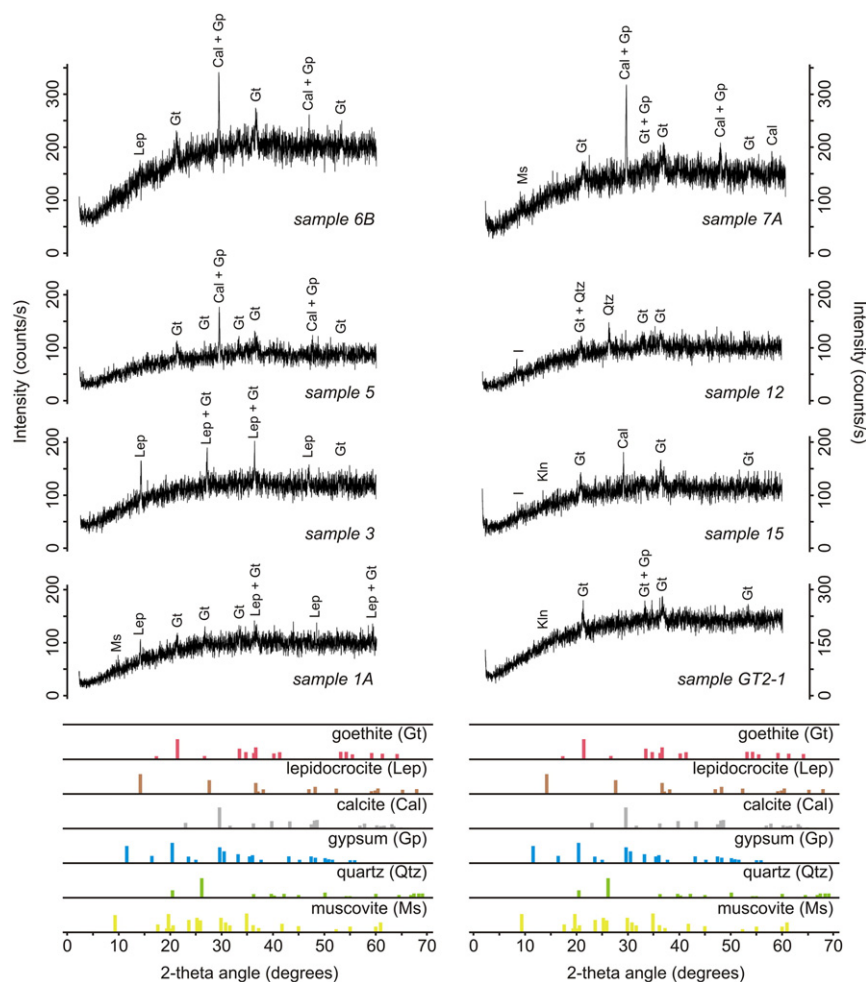 Intensity (counts/s)
Intensity (counts/s)
300
200
100
0
Lep
Gt
Cal + Gp
Gt
Cal + Gp
Gt
sample 6B
300
200
100
0
Ms
Gt
Cal + Gp
Gt + Gp
Gt
Cal + Gp
Gt
Cal
sample 7A
200
100
0
Gt
Gt
Cal + Gp
Gt
Gt
Cal + Gp
Gt
sample 5
200
100
0
I
Gt + Qtz
Qtz
Gt
Gt
sample 12
200
100
0
Lep
Lep + Gt
Lep + Gt
Lep
Gt
sample 3
200
100
0
I
Kln
Gt
Cal
Gt
Gt
sample 15
200
100
0
Ms
Lep
Gt
Gt
Gt
Lep + Gt
Lep
Lep + Gt
sample 1A
300
150
0
Kln
Gt
Gt + Gp
Gt
Gt
sample GT2-1
goethite (Gt)
lepidocrocite (Lep)
calcite (Cal)
gypsum (Gp)
quartz (Qtz)
muscovite (Ms)
0 10 20 30 40 50 60 70
2-theta angle (degrees)
goethite (Gt)
lepidocrocite (Lep)
calcite (Cal)
gypsum (Gp)
quartz (Qtz)
muscovite (Ms)
0 10 20 30 40 50 60 70
2-theta angle (degrees)